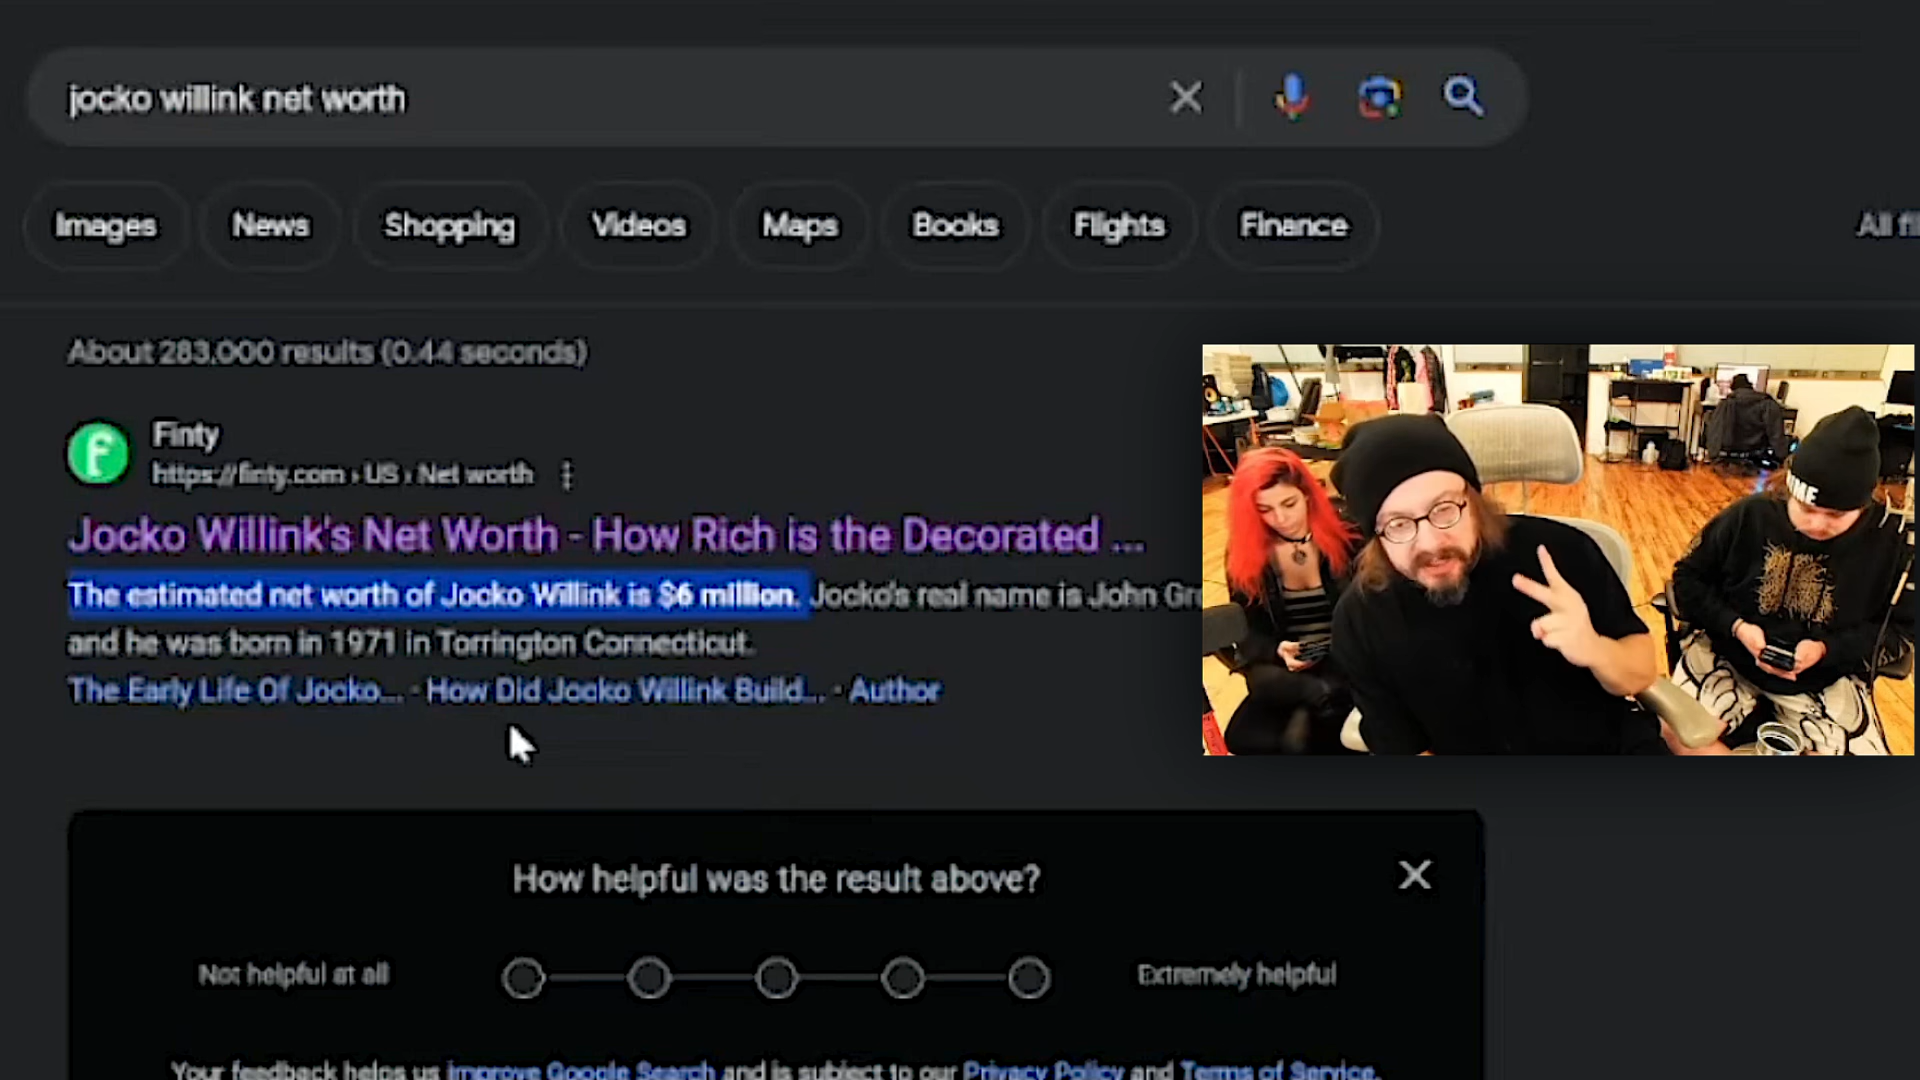 jocko willink net worth
Images News Shopping Videos Maps Books Flights Finance All fi
About 283,000 results (0.44 seconds)
Finty
https://finty.com › US › Net worth
Jocko Willink's Net Worth - How Rich is the Decorated ...
The estimated net worth of Jocko Willink is $6 million. Jocko's real name is John Gr
and he was born in 1971 in Torrington Connecticut.
The Early Life Of Jocko... · How Did Jocko Willink Build... · Author
How helpful was the result above?
Not helpful at all Extremely helpful
Your feedback helps us improve Google Search and is subject to our Privacy Policy and Terms of Service.